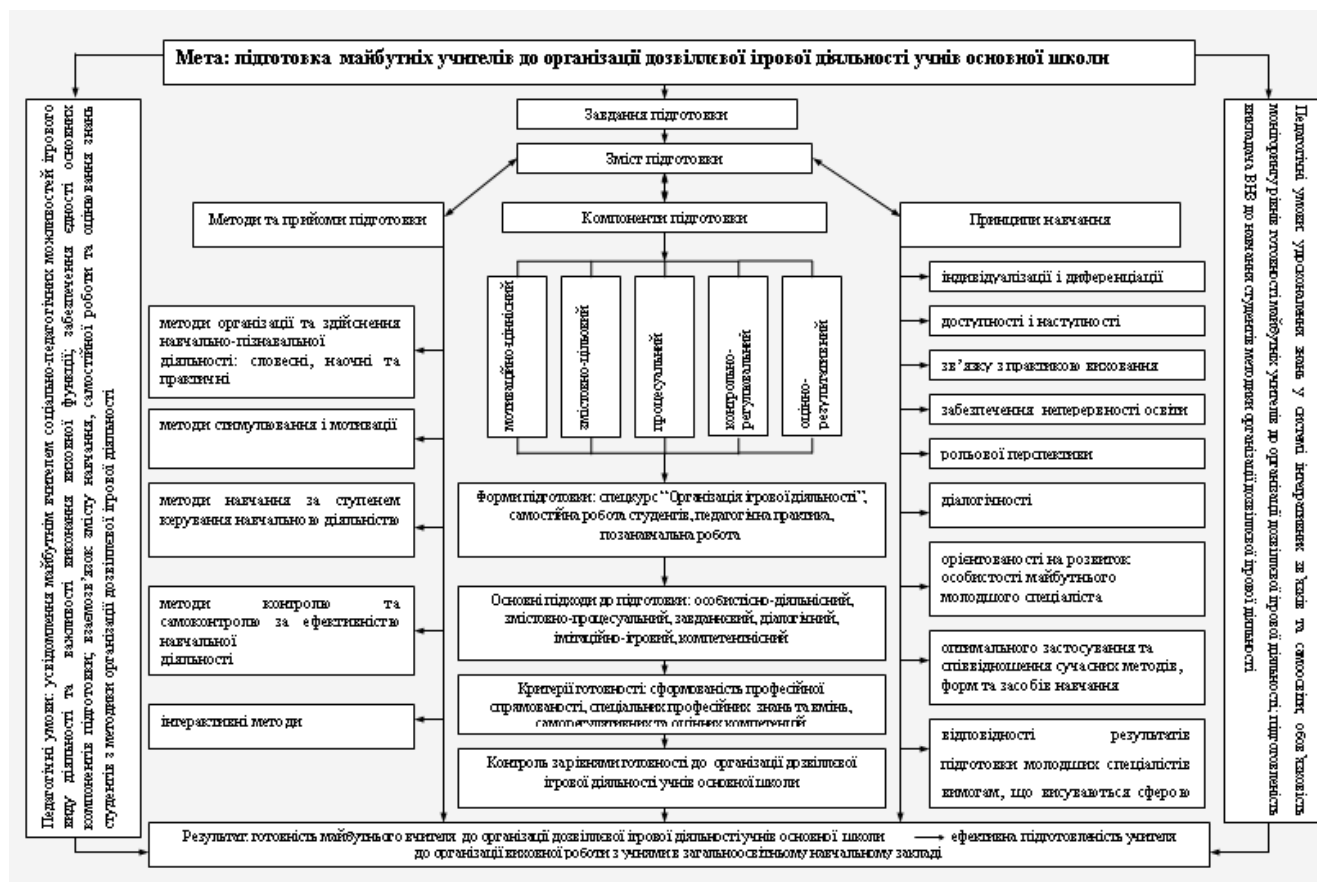 Мета: підготовка майбутніх учителів до організації дозвіллєвої ігрової діяльності учнів основної школи
Завдання підготовки
Зміст підготовки
Методи та прийоми підготовки
Компоненти підготовки
Принципи навчання
Педагогічні умови: усвідомлення майбутнім вчителем соціально-педагогічних можливостей ігрового
виду діяльності та важливості виконання виховної функції; забезпечення єдності основних
компонентів підготовки; взаємозв’язок змісту навчання, самостійної роботи та оцінювання знань
студентів з методики організації дозвіллевої ігрової діяльності
методи організації та здійснення
навчально-пізнавальної
діяльності: словесні, наочні та
практичні
методи стимулювання і мотивації
методи навчання за ступенем
керування навчальною діяльністю
методи контролю та
самоконтролю за ефективністю
навчальної
діяльності
інтерактивні методи
мотиваційно-ціннісний
змістовно-цільовий
процесуальний
контрольно-
регулювальний
оцінно-
результативний
Форми підготовки: спецкурс “Організація ігрової діяльності”,
самостійна робота студентів, педагогічна практика,
позанавчальна робота
Основні підходи до підготовки: особистісно-діяльнісний,
змістовно-процесуальний, завданнєвий, діалогічний,
імітаційно-ігровий, компетентнісний
Критерії готовності: сформованість професійної
спрямованості, спеціальних професійних знань та вмінь,
саморегулятивних та оцінних компетенцій
Контроль за рівнями готовності до організації дозвіллєвої
ігрової діяльності учнів основної школи
індивідуалізації і диференціації
доступності і наступності
зв’язку з практикою виховання
забезпечення неперервності освіти
рольової перспективи
діалогічності
орієнтованості на розвиток
особистості майбутнього
молодшого спеціаліста
оптимального застосування та
співвідношення сучасних методів,
форм та засобів навчання
відповідності результатів
підготовки молодших спеціалістів
вимогам, що висуваються сферою
Педагогічні умови: удосконалення знань у системі інтегративних зв’язків та самоосвіти; обов’язковість
моніторингу рівнів готовності майбутніх учителів до організації дозвіллєвої ігрової діяльності; підготовленість
викладача ВНЗ до навчання студентів методики організації дозвіллєвої ігрової діяльності
Результат: готовність майбутнього вчителя до організації дозвіллєвої ігрової діяльності учнів основної школи → ефективна підготовленість учителя
до організації виховної роботи з учнями в загальноосвітньому навчальному закладі